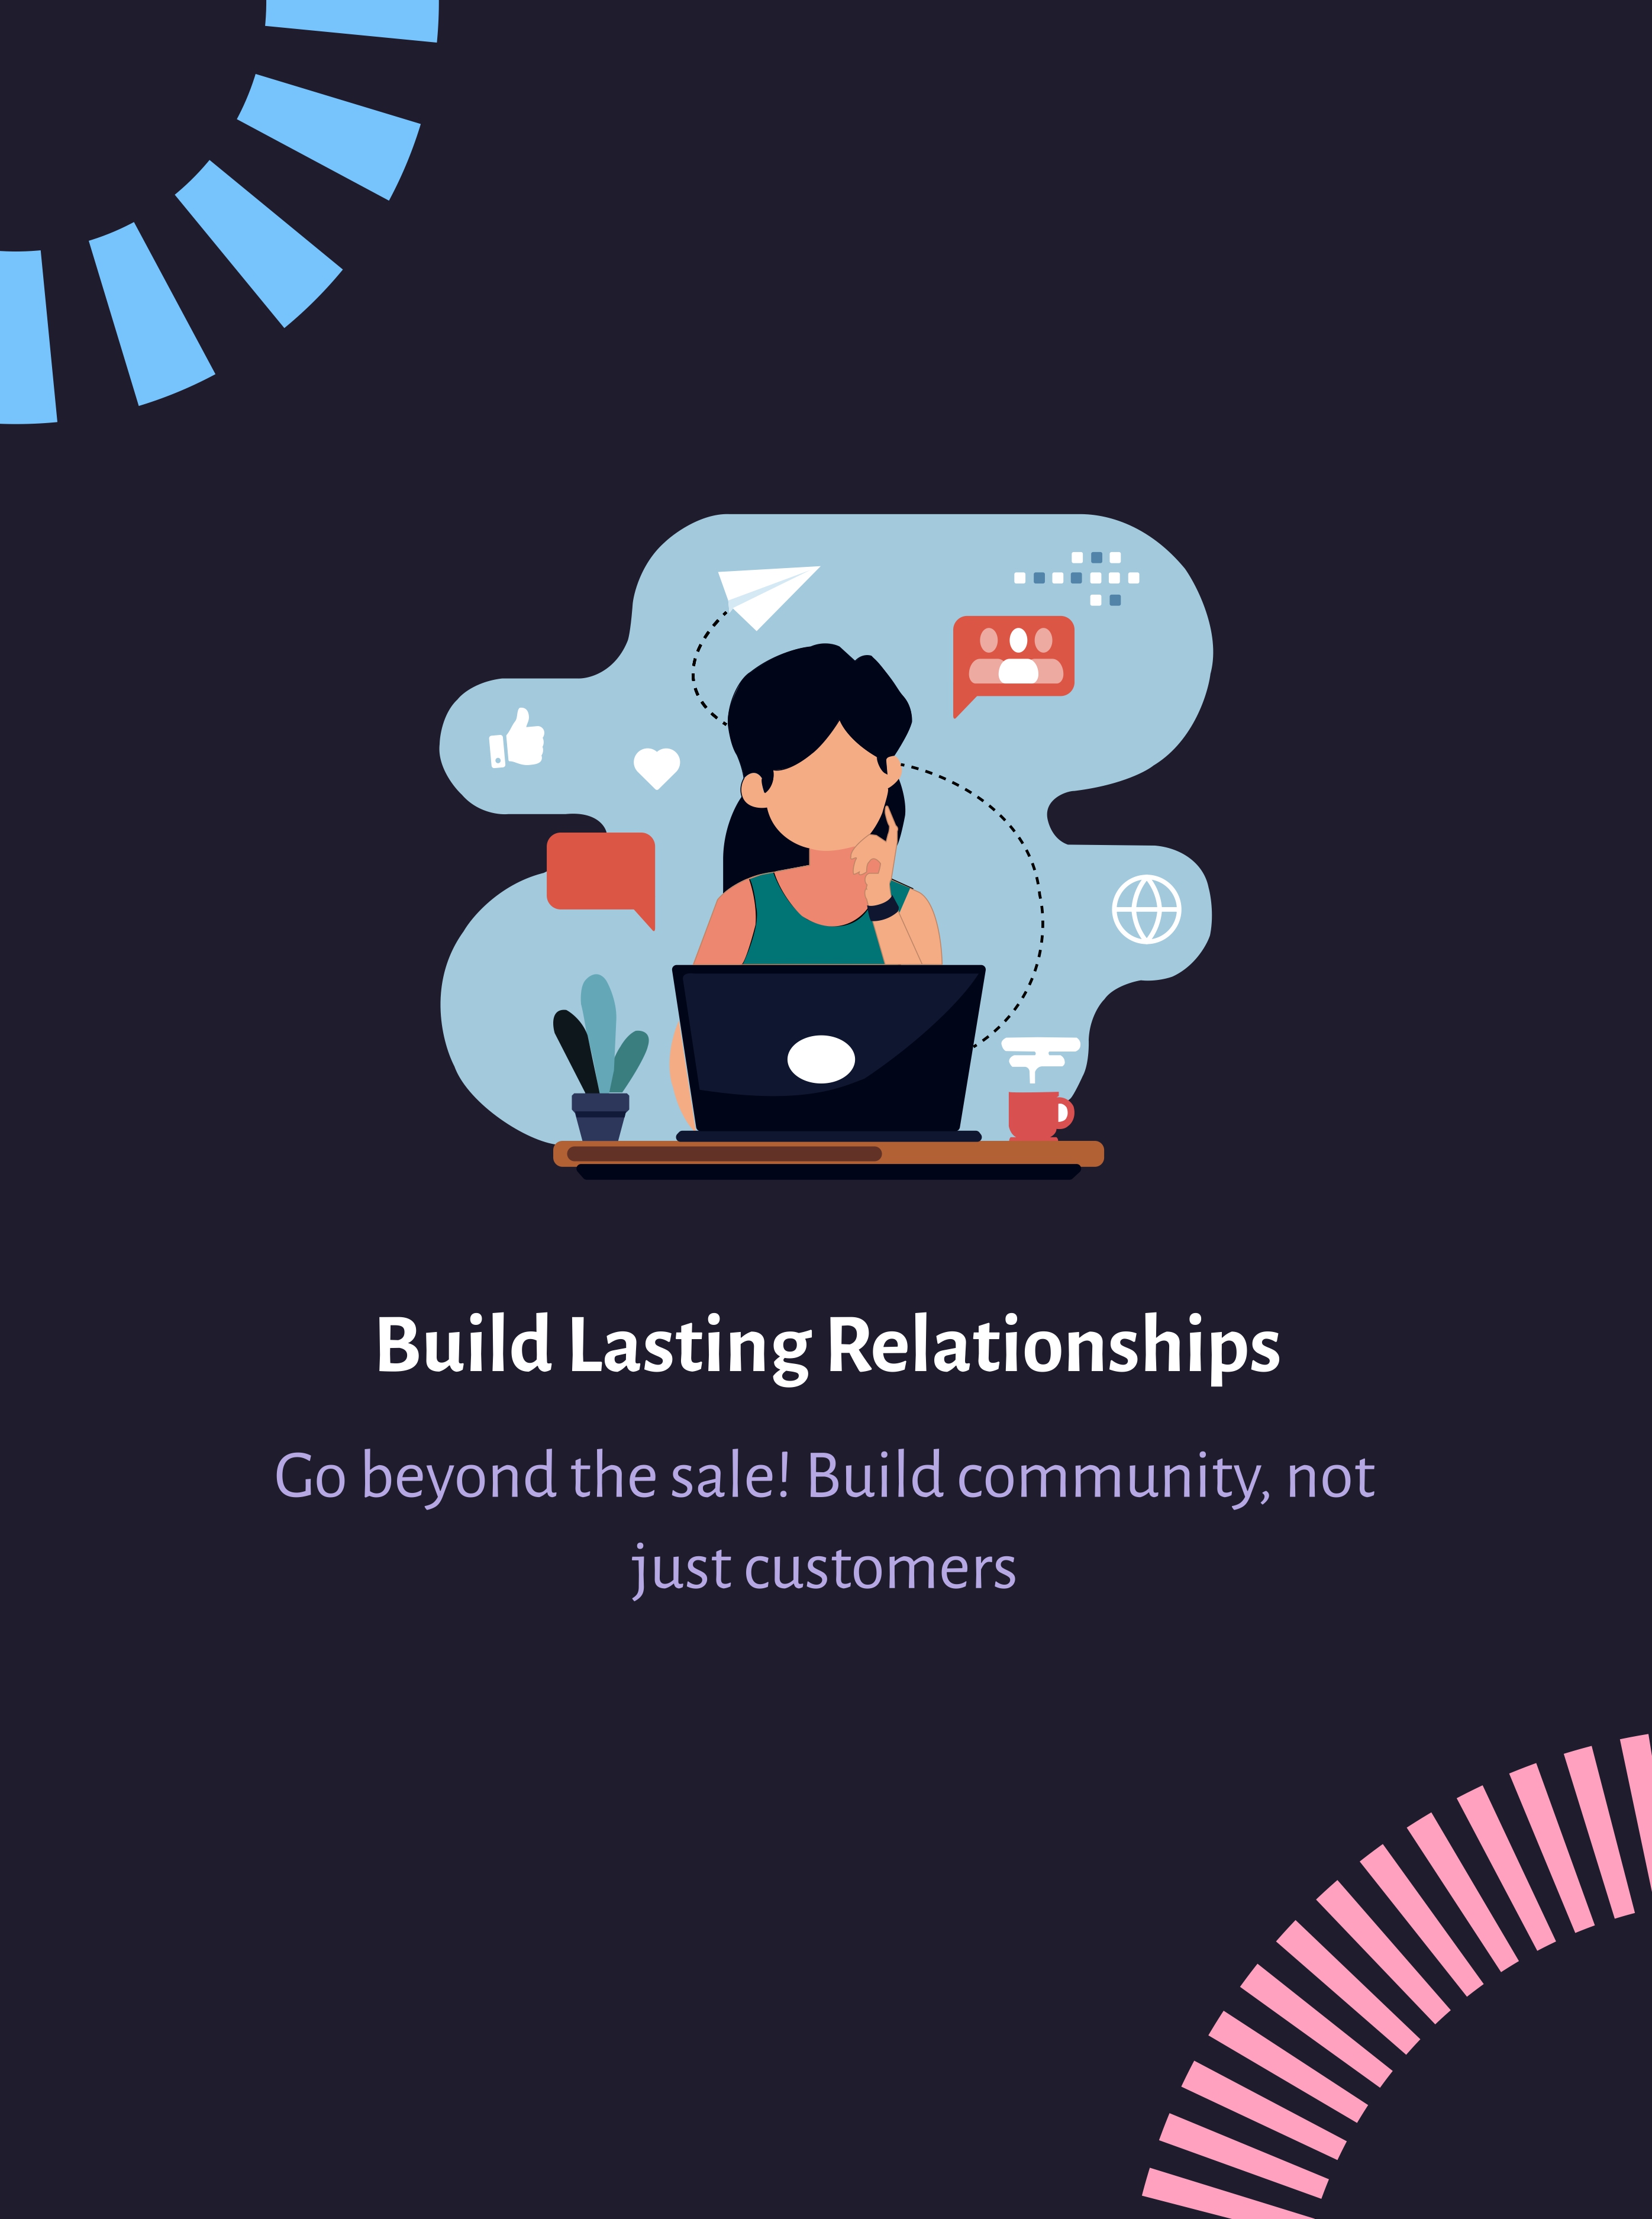 Build Lasting Relationships
Go beyond the sale! Build community, not
just customers